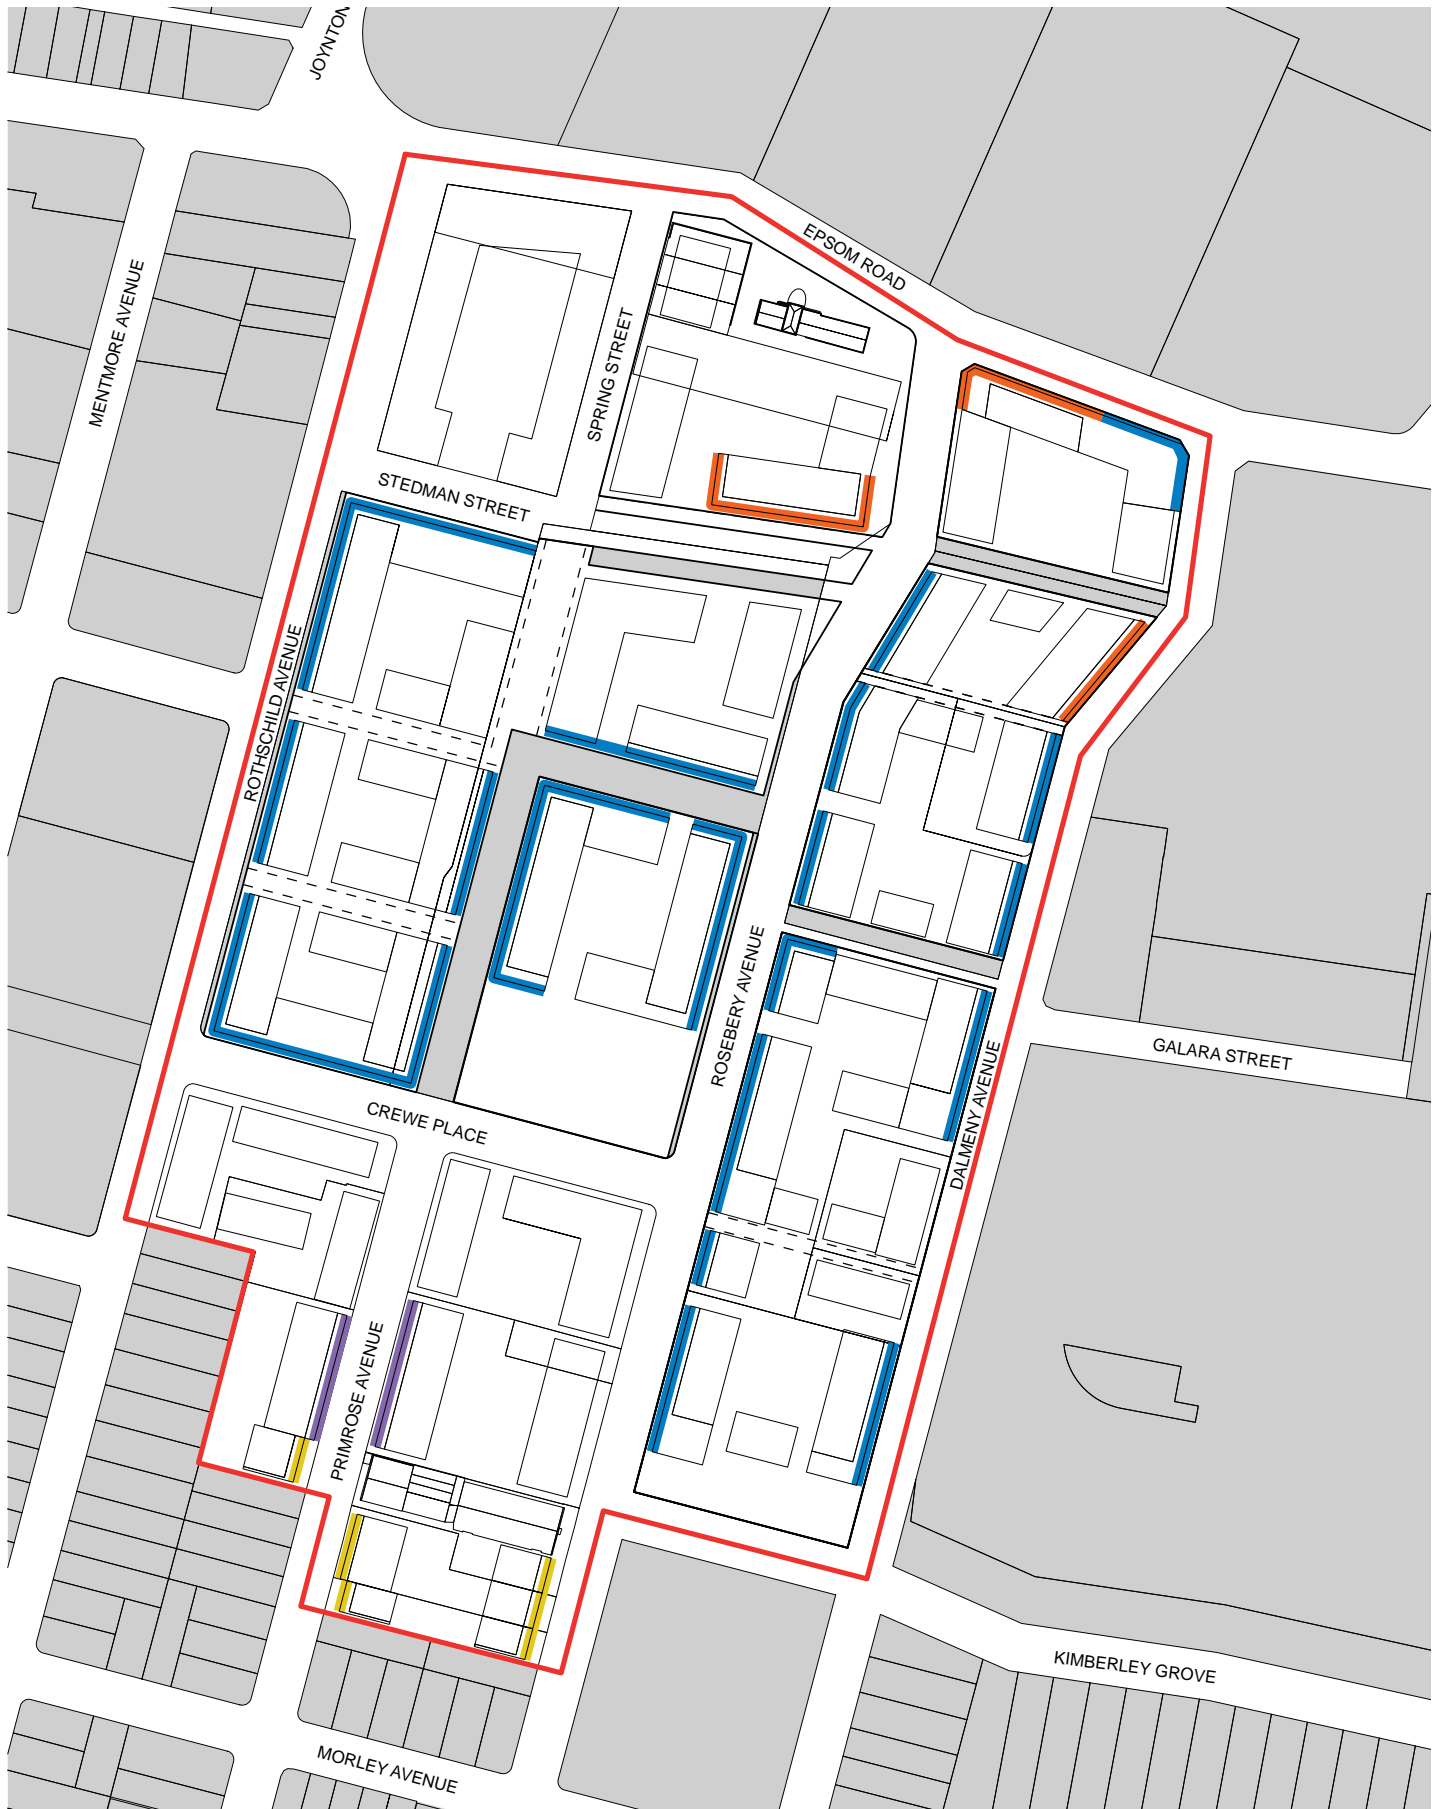 JOYNTON
EPSOM ROAD
MENTMORE AVENUE
SPRING STREET
STEDMAN STREET
ROTHSCHILD AVENUE
ROSEBERY AVENUE
GALARA STREET
DALMENY AVENUE
CREWE PLACE
PRIMROSE AVENUE
KIMBERLEY GROVE
MORLEY AVENUE